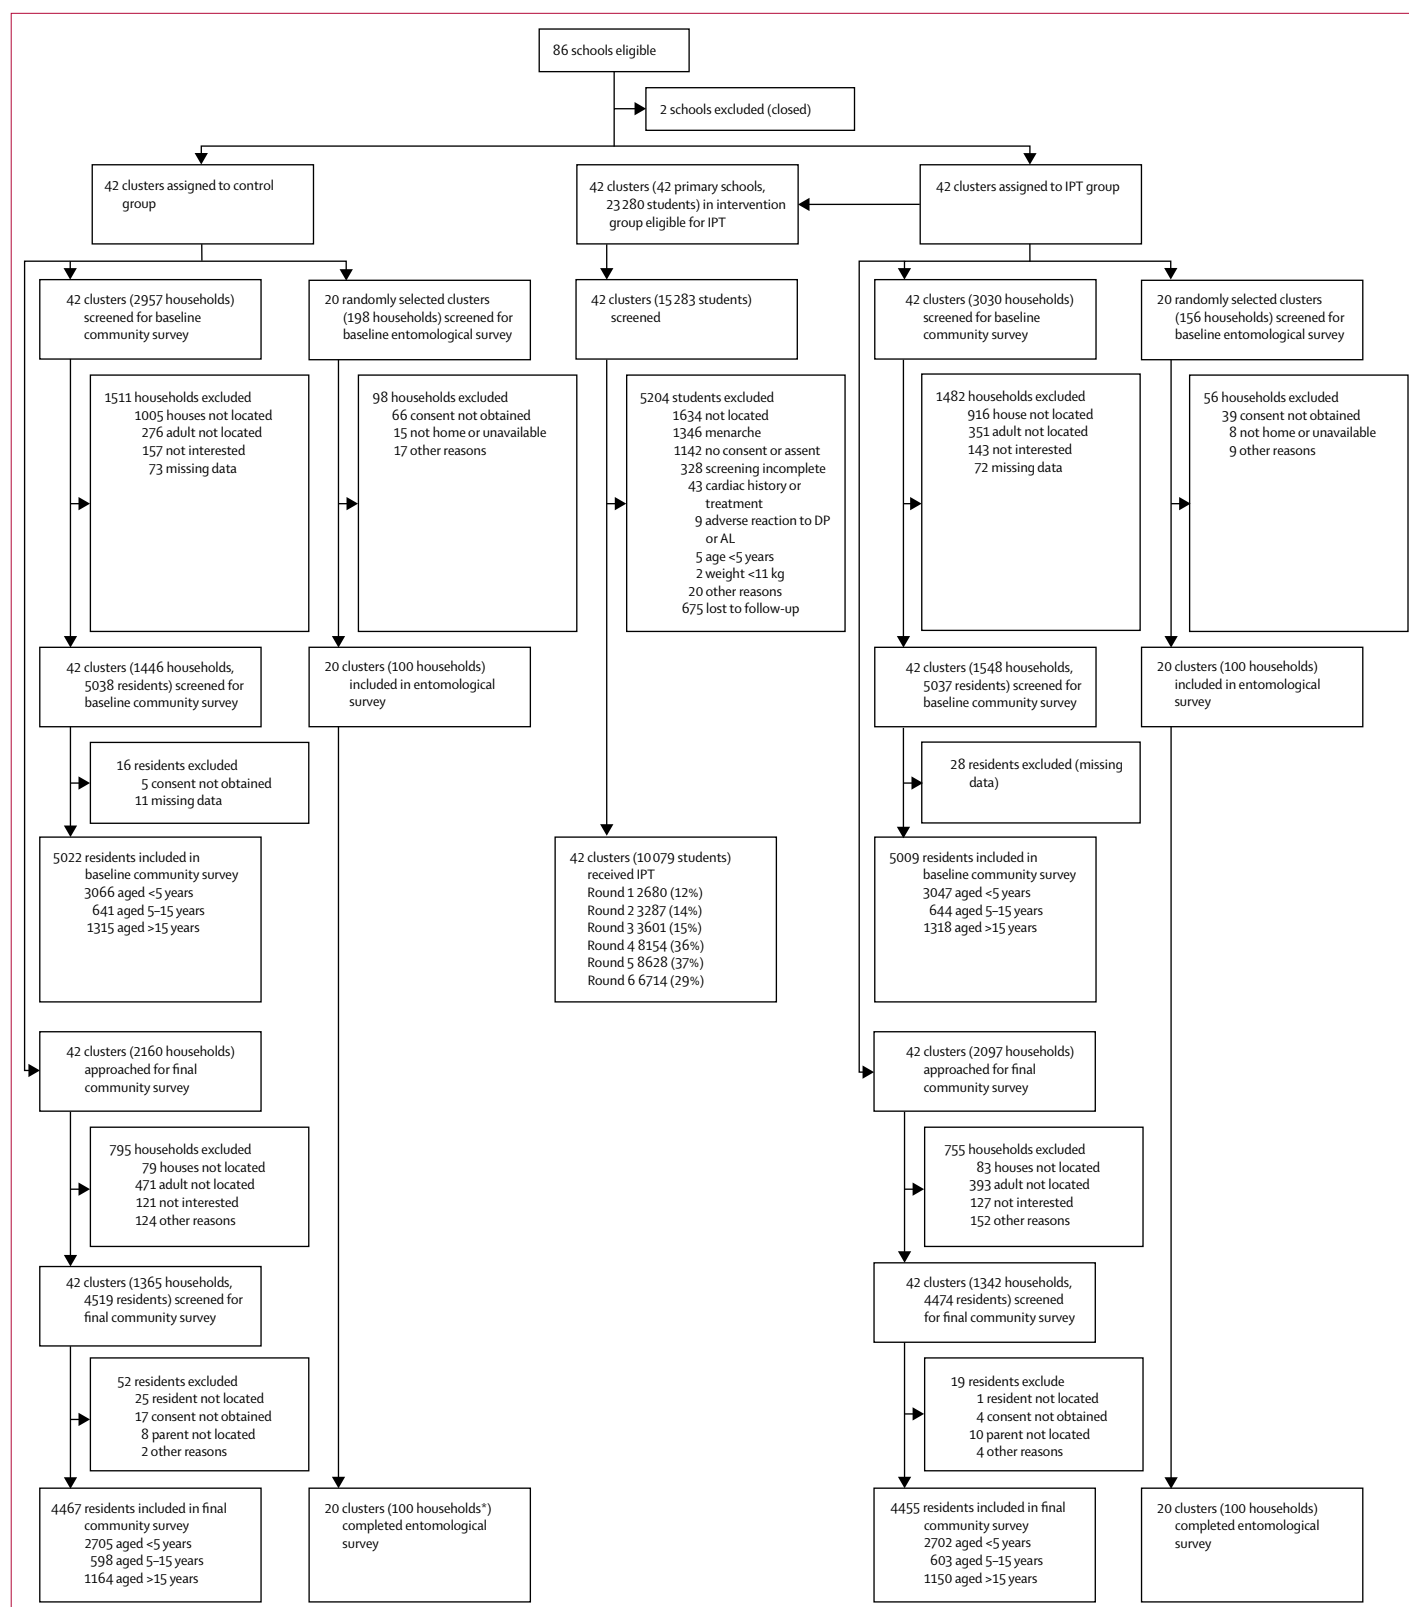 86 schools eligible
2 schools excluded (closed)
42 clusters assigned to control
group
42 clusters (42 primary schools,
23 280 students) in intervention
group eligible for IPT
42 clusters assigned to IPT group
42 clusters (2957 households)
screened for baseline
community survey
20 randomly selected clusters
(198 households) screened for
baseline entomological survey
42 clusters (15 283 students)
screened
42 clusters (3030 households)
screened for baseline
community survey
20 randomly selected clusters
(156 households) screened for
baseline entomological survey
1511 households excluded
1005 houses not located
276 adult not located
157 not interested
73 missing data
98 households excluded
66 consent not obtained
15 not home or unavailable
17 other reasons
5204 students excluded
1634 not located
1346 menarche
1142 no consent or assent
328 screening incomplete
43 cardiac history or
treatment
9 adverse reaction to DP
or AL
5 age <5 years
2 weight <11 kg
20 other reasons
675 lost to follow-up
1482 households excluded
916 house not located
351 adult not located
143 not interested
72 missing data
56 households excluded
39 consent not obtained
8 not home or unavailable
9 other reasons
42 clusters (1446 households,
5038 residents) screened for
baseline community survey
20 clusters (100 households)
included in entomological
survey
42 clusters (1548 households,
5037 residents) screened for
baseline community survey
20 clusters (100 households)
included in entomological
survey
16 residents excluded
5 consent not obtained
11 missing data
28 residents excluded (missing
data)
5022 residents included in
baseline community survey
3066 aged <5 years
641 aged 5–15 years
1315 aged >15 years
42 clusters (10 079 students)
received IPT
Round 1 2680 (12%)
Round 2 3287 (14%)
Round 3 3601 (15%)
Round 4 8154 (36%)
Round 5 8628 (37%)
Round 6 6714 (29%)
5009 residents included in
baseline community survey
3047 aged <5 years
644 aged 5–15 years
1318 aged >15 years
42 clusters (2160 households)
approached for final
community survey
42 clusters (2097 households)
approached for final
community survey
795 households excluded
79 houses not located
471 adult not located
121 not interested
124 other reasons
755 households excluded
83 houses not located
393 adult not located
127 not interested
152 other reasons
42 clusters (1365 households,
4519 residents) screened for
final community survey
42 clusters (1342 households,
4474 residents) screened
for final community survey
52 residents excluded
25 resident not located
17 consent not obtained
8 parent not located
2 other reasons
19 residents exclude
1 resident not located
4 consent not obtained
10 parent not located
4 other reasons
4467 residents included in final
community survey
2705 aged <5 years
598 aged 5–15 years
1164 aged >15 years
20 clusters (100 households*)
completed entomological
survey
4455 residents included in final
community survey
2702 aged <5 years
603 aged 5–15 years
1150 aged >15 years
20 clusters (100 households)
completed entomological
survey